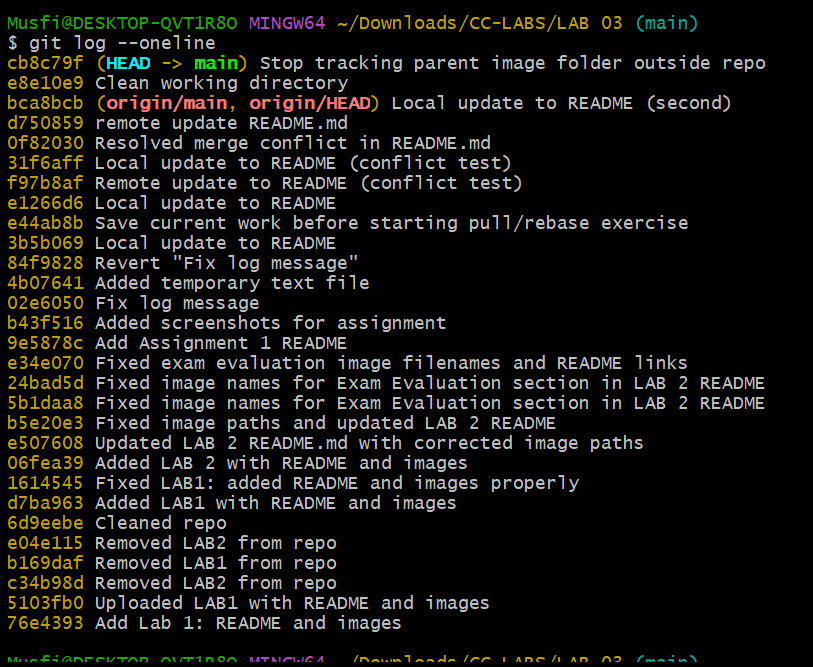 Musfi@DESKTOP-QVT1R8O MINGW64 ~/Downloads/CC-LABS/LAB 03 (main)
$ git log --oneline
cb8c79f (HEAD -> main) Stop tracking parent image folder outside repo
e8e10e9 Clean working directory
bca8bcb (origin/main, origin/HEAD) Local update to README (second)
d750859 remote update README.md
0f82030 Resolved merge conflict in README.md
31f6aff Local update to README (conflict test)
f97b8af Remote update to README (conflict test)
e1266d6 Local update to README
e44ab8b Save current work before starting pull/rebase exercise
3b5b069 Local update to README
84f9828 Revert "Fix log message"
4b07641 Added temporary text file
02e6050 Fix log message
b43f516 Added screenshots for assignment
9e5878c Add Assignment 1 README
e34e070 Fixed exam evaluation image filenames and README links
24bad5d Fixed image names for Exam Evaluation section in LAB 2 README
5b1daa8 Fixed image names for Exam Evaluation section in LAB 2 README
b5e20e3 Fixed image paths and updated LAB 2 README
e507608 Updated LAB 2 README.md with corrected image paths
06fea39 Added LAB 2 with README and images
1614545 Fixed LAB1: added README and images properly
d7ba963 Added LAB1 with README and images
6d9eebe Cleaned repo
e04e115 Removed LAB2 from repo
b169daf Removed LAB1 from repo
c34b98d Removed LAB2 from repo
5103fb0 Uploaded LAB1 with README and images
76e4393 Add Lab 1: README and images
Musfi@DESKTOP-QVT1R8O MINGW64 ~/Downloads/CC-LABS/LAB 03 (main)